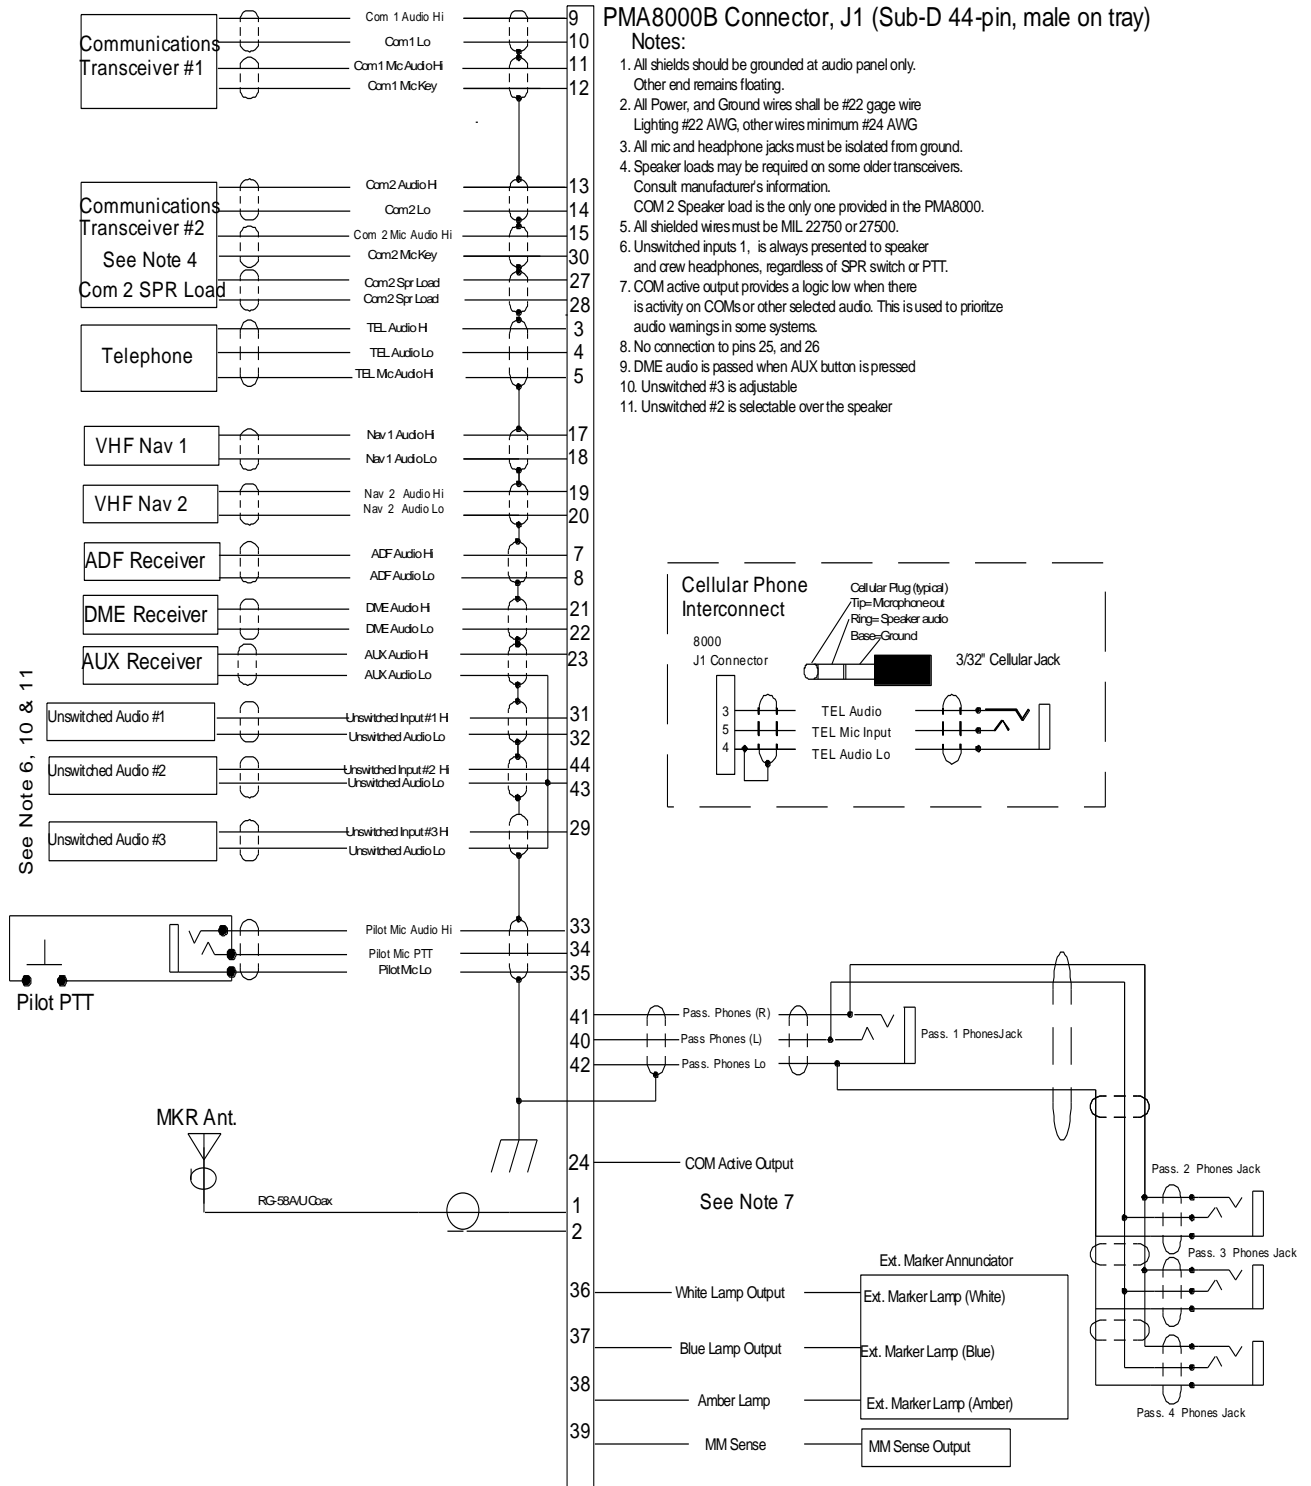 PMA8000B Connector, J1 (Sub-D 44-pin, male on tray)
Notes:
1. All shields should be grounded at audio panel only.
Other end remains floating.
2. All Power, and Ground wires shall be #22 gage wire
Lighting #22 AWG, other wires minimum #24 AWG
3. All mic and headphone jacks must be isolated from ground.
4. Speaker loads may be required on some older transceivers.
Consult manufacturer's information.
COM 2 Speaker load is the only one provided in the PMA8000.
5. All shielded wires must be MIL 22750 or 27500.
6. Unswitched inputs 1, is always presented to speaker
and crew headphones, regardless of SPR switch or PTT.
7. COM active output provides a logic low when there
is activity on COMs or other selected audio. This is used to prioritze
audio warnings in some systems.
8. No connection to pins 25, and 26
9. DME audio is passed when AUX button is pressed
10. Unswitched #3 is adjustable
11. Unswitched #2 is selectable over the speaker
Communications
Transceiver #1
Com 1 Audio Hi 9
Com 1 Lo 10
Com 1 Mic Audio Hi 11
Com 1 Mic Key 12
Communications
Transceiver #2
See Note 4
Com 2 SPR Load
Com 2 Audio Hi 13
Com 2 Lo 14
Com 2 Mic Audio Hi 15
Com 2 Mic Key 30
Com 2 Spr Load 27
Com 2 Spr Load 28
Telephone
TEL Audio Hi 3
TEL Audio Lo 4
TEL Mic Audio Hi 5
VHF Nav 1
Nav 1 Audio Hi 17
Nav 1 Audio Lo 18
VHF Nav 2
Nav 2 Audio Hi 19
Nav 2 Audio Lo 20
ADF Receiver
ADF Audio Hi 7
ADF Audio Lo 8
DME Receiver
DME Audio Hi 21
DME Audio Lo 22
AUX Receiver
AUX Audio Hi 23
AUX Audio Lo
See Note 6, 10 & 11
Unswitched Audio #1
Unswitched Input #1 H 31
Unswitched Audio Lo 32
Unswitched Audio #2
Unswitched Input #2 Hi 44
Unswitched Audio Lo 43
Unswitched Audio #3
Unswitched Input #3 H 29
Unswitched Audio Lo
Pilot PTT
Pilot Mic Audio Hi 33
Pilot Mic PTT 34
Pilot Mic Lo 35
Cellular Phone
Interconnect
Cellular Plug (typical)
Tip= Microphone out
Ring= Speaker audio
Base=Ground
8000
J1 Connector
3/32" Cellular Jack
3 TEL Audio
5 TEL Mic Input
4 TEL Audio Lo
41 Pass. Phones (R)
40 Pass Phones (L)
42 Pass. Phones Lo
Pass. 1 PhonesJack
MKR Ant.
RG-58A/U Coax
1
2
24 COM Active Output
See Note 7
Pass. 2 Phones Jack
Pass. 3 Phones Jack
Pass. 4 Phones Jack
Ext. Marker Annunciator
36 White Lamp Output Ext. Marker Lamp (White)
37 Blue Lamp Output Ext. Marker Lamp (Blue)
38 Amber Lamp Ext. Marker Lamp (Amber)
39 MM Sense MM Sense Output